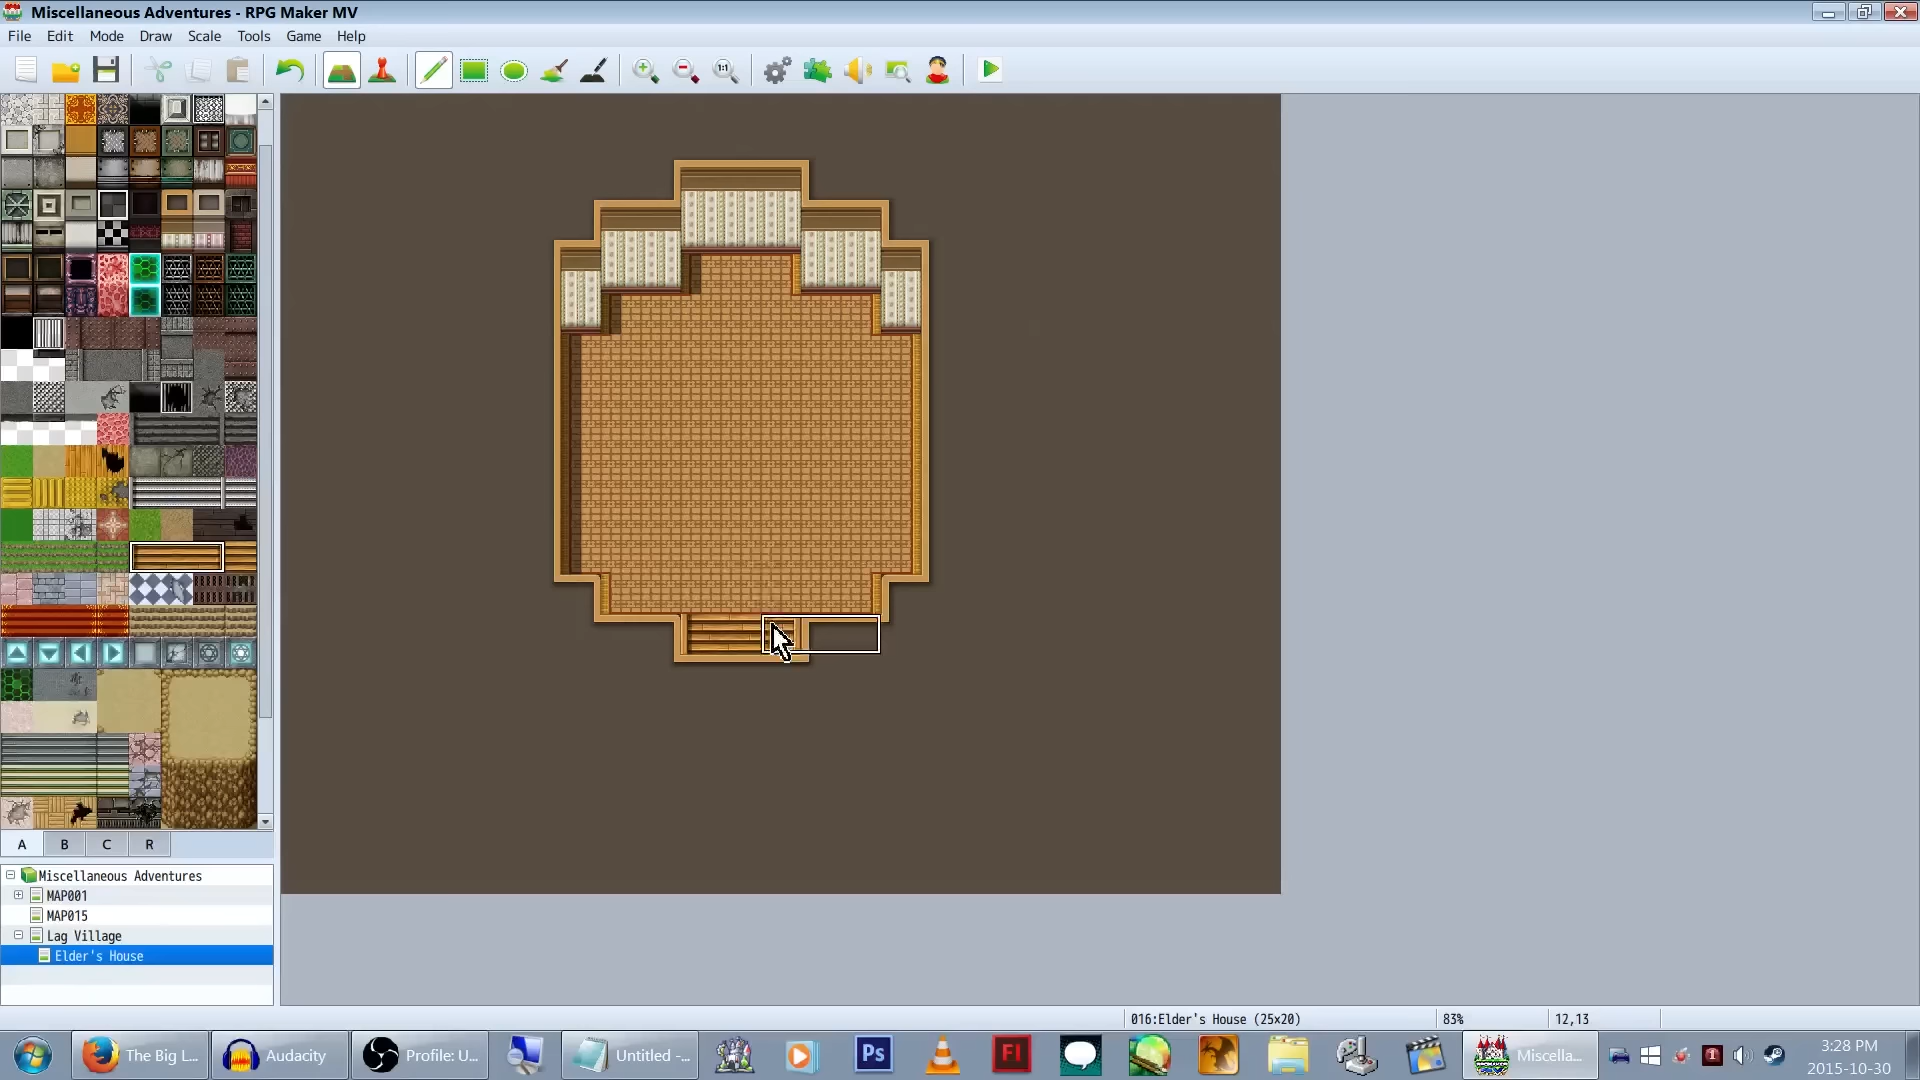 Miscellaneous Adventures - RPG Maker MV
File Edit Mode Draw Scale Tools Game Help
1:1
A B C R
Miscellaneous Adventures
MAP001
MAP015
Lag Village
Elder's House
016:Elder's House (25x20) 83% 12,13
The Big L... Audacity Profile: U... Untitled -... Ps Fl Miscella... 3:28 PM
2015-10-30